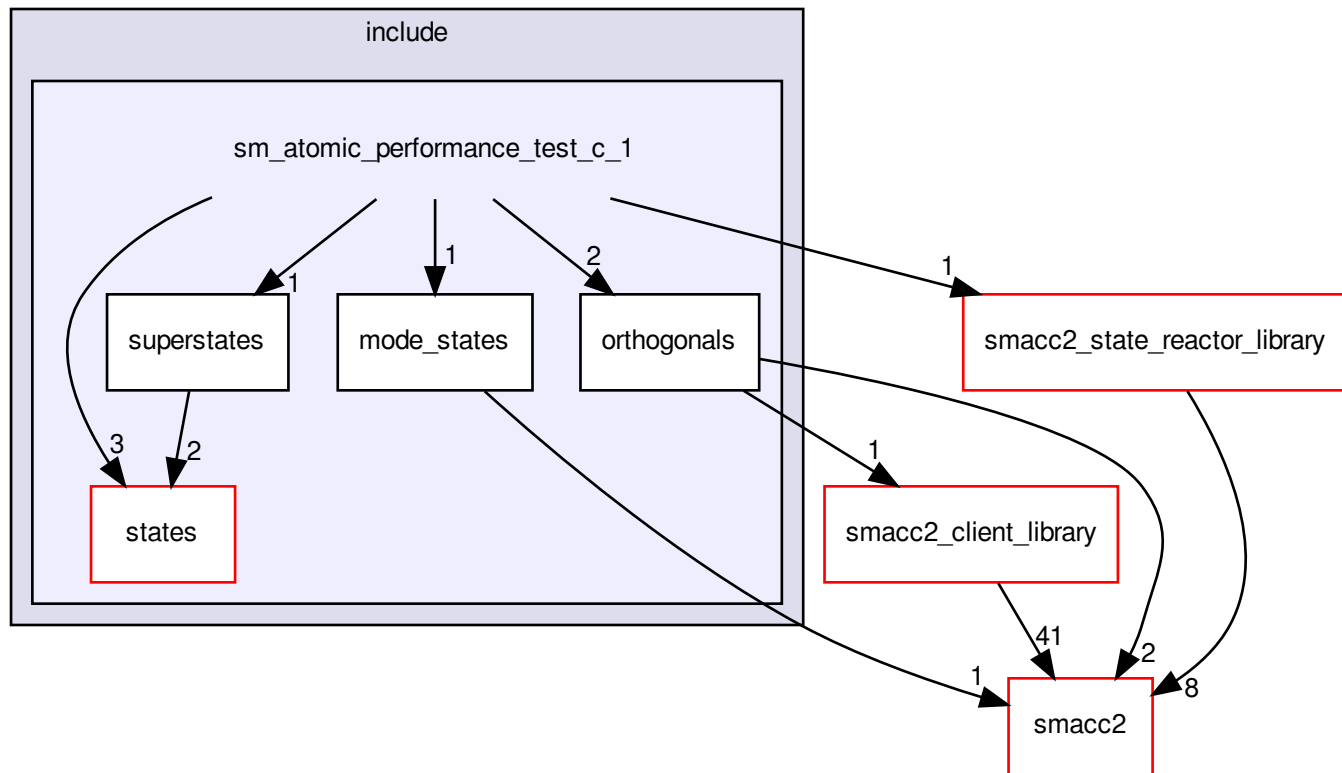 include
sm_atomic_performance_test_c_1
1
2
1
1
superstates
mode_states
orthogonals
smacc2_state_reactor_library
3
2
1
states
smacc2_client_library
41
2
1
8
smacc2